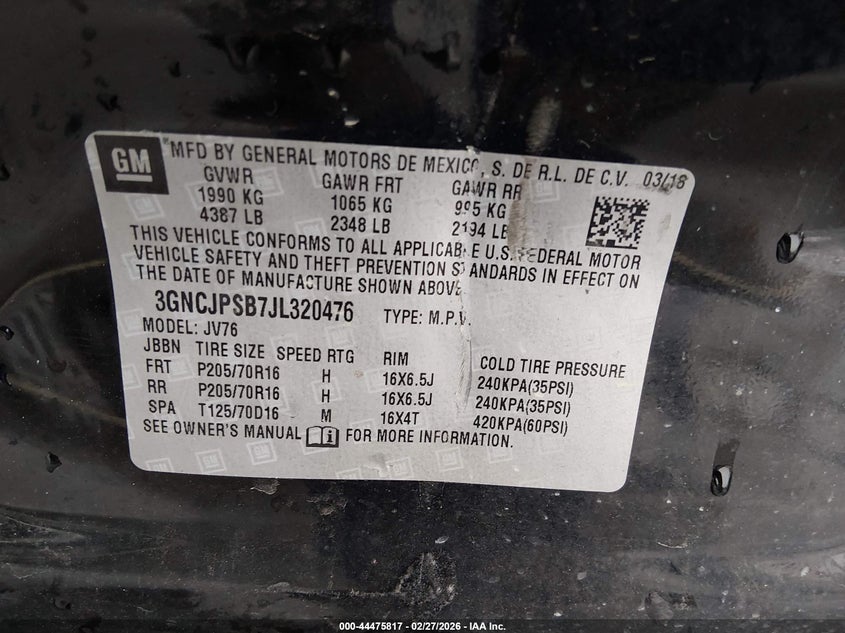 GM
MFD BY GENERAL MOTORS DE MEXICO, S. DE R.L. DE C.V. 03/18
GVWR GAWR FRT GAWR RR
1990 KG 1065 KG 995 KG
4387 LB 2348 LB 2194 LB
THIS VEHICLE CONFORMS TO ALL APPLICABLE U.S. FEDERAL MOTOR
VEHICLE SAFETY AND THEFT PREVENTION STANDARDS IN EFFECT ON
THE DATE OF MANUFACTURE SHOWN ABOVE
3GNCJPSB7JL320476 TYPE: M.P.V.
MODEL: JV76
JBBN TIRE SIZE SPEED RTG RIM COLD TIRE PRESSURE
FRT P205/70R16 H 16X6.5J 240KPA(35PSI)
RR P205/70R16 H 16X6.5J 240KPA(35PSI)
SPA T125/70D16 M 16X4T 420KPA(60PSI)
SEE OWNER'S MANUAL FOR MORE INFORMATION.
000-44475817 - 02/27/2026 - IAA Inc.